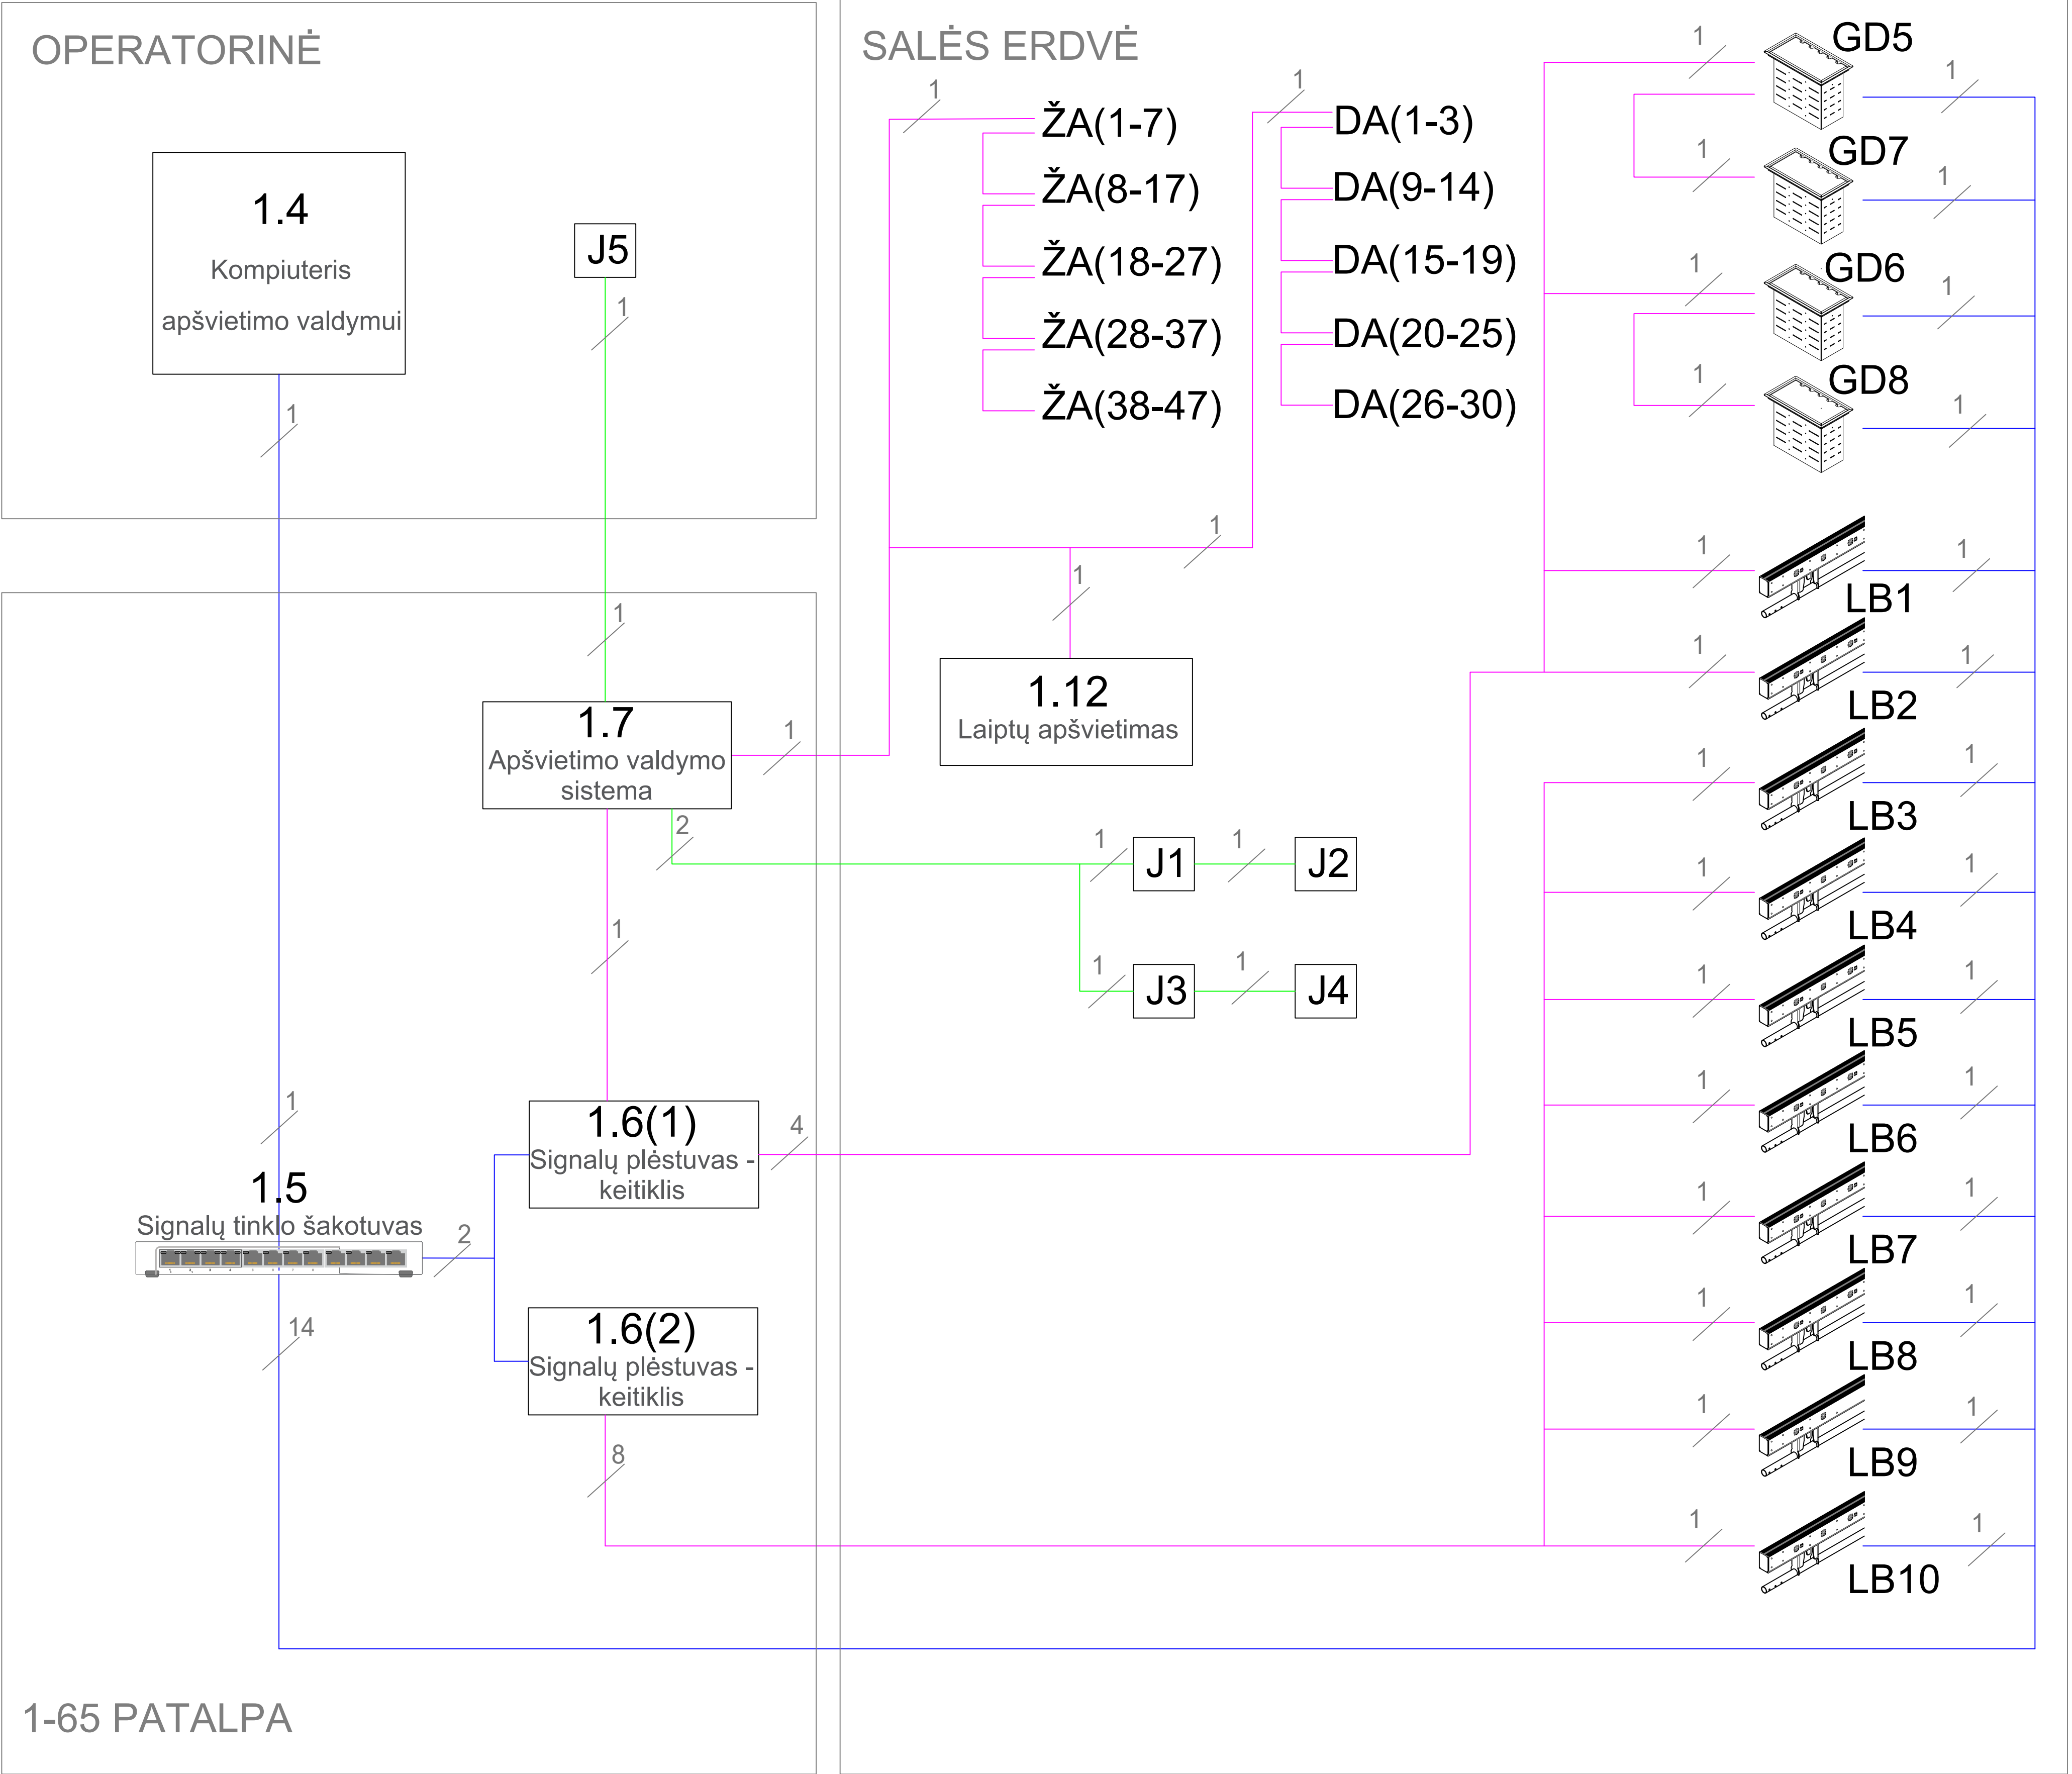 OPERATORINĖ
1.4
Kompiuteris
apšvietimo valdymui
1
J5
1
1-65 PATALPA
1
1.7
Apšvietimo valdymo
sistema
1
2
1
1
1.6(1)
Signalų plėstuvas -
keitiklis
4
1.5
Signalų tinklo šakotuvas
2
14
1.6(2)
Signalų plėstuvas -
keitiklis
8
SALĖS ERDVĖ
1
ŽA(1-7)
ŽA(8-17)
ŽA(18-27)
ŽA(28-37)
ŽA(38-47)
1
DA(1-3)
DA(9-14)
DA(15-19)
DA(20-25)
DA(26-30)
1
1
1.12
Laiptų apšvietimas
1
J1
1
J2
1
J3
1
J4
1
GD5
1
1
GD7
1
1
GD6
1
1
GD8
1
1
LB1
1
1
LB2
1
1
LB3
1
1
LB4
1
1
LB5
1
1
LB6
1
1
LB7
1
1
LB8
1
1
LB9
1
1
LB10
1